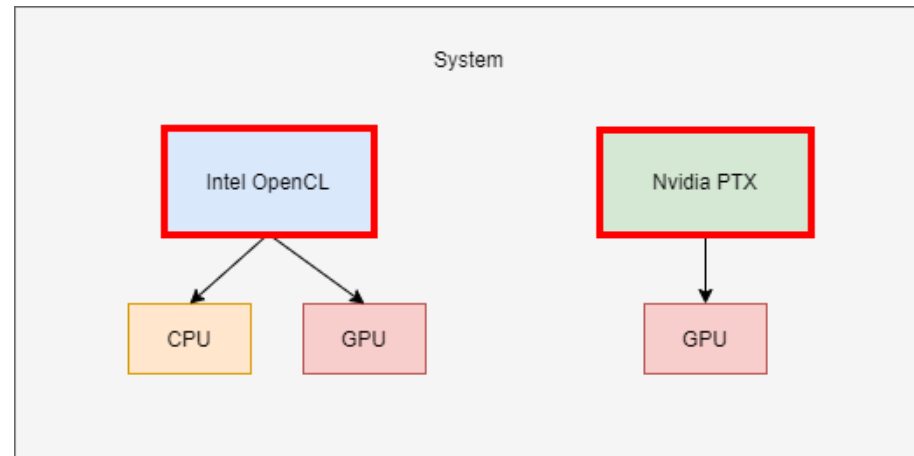 System
Intel OpenCL
Nvidia PTX
CPU
GPU
GPU